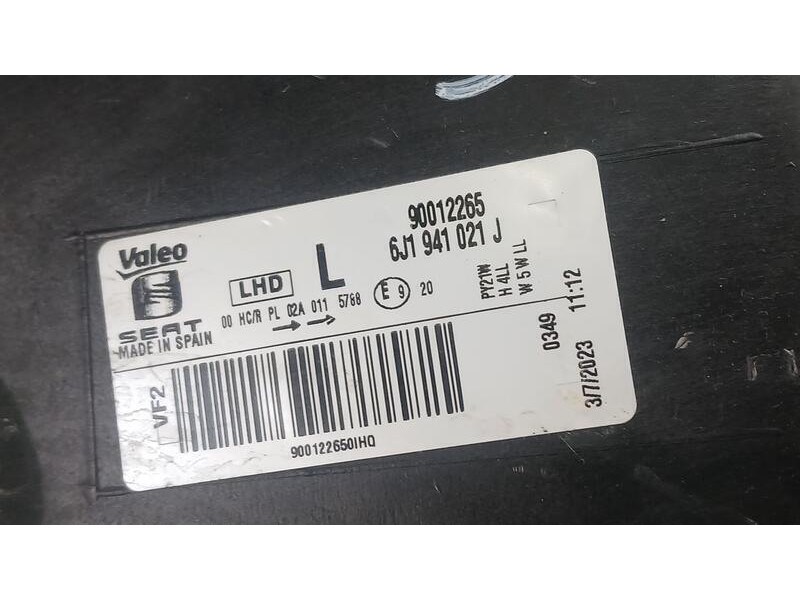 90012265
6J1 941 021 J
Valeo
LHD
L
SEAT
MADE IN SPAIN
00 HC/R PL 02A 011 5788
E 9 20
PY21W
H 4LL
W 5 W LL
0349 11:12
3/7/2023
VF2
900122650IHQ